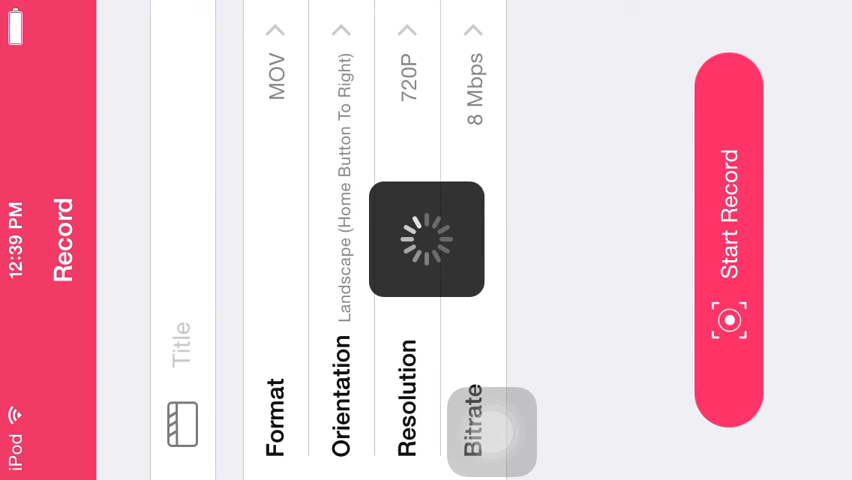 iPod 12:39 PM
Record
Title
Format MOV
Orientation Landscape (Home Button To Right)
Resolution 720P
Bitrate 8 Mbps
Start Record